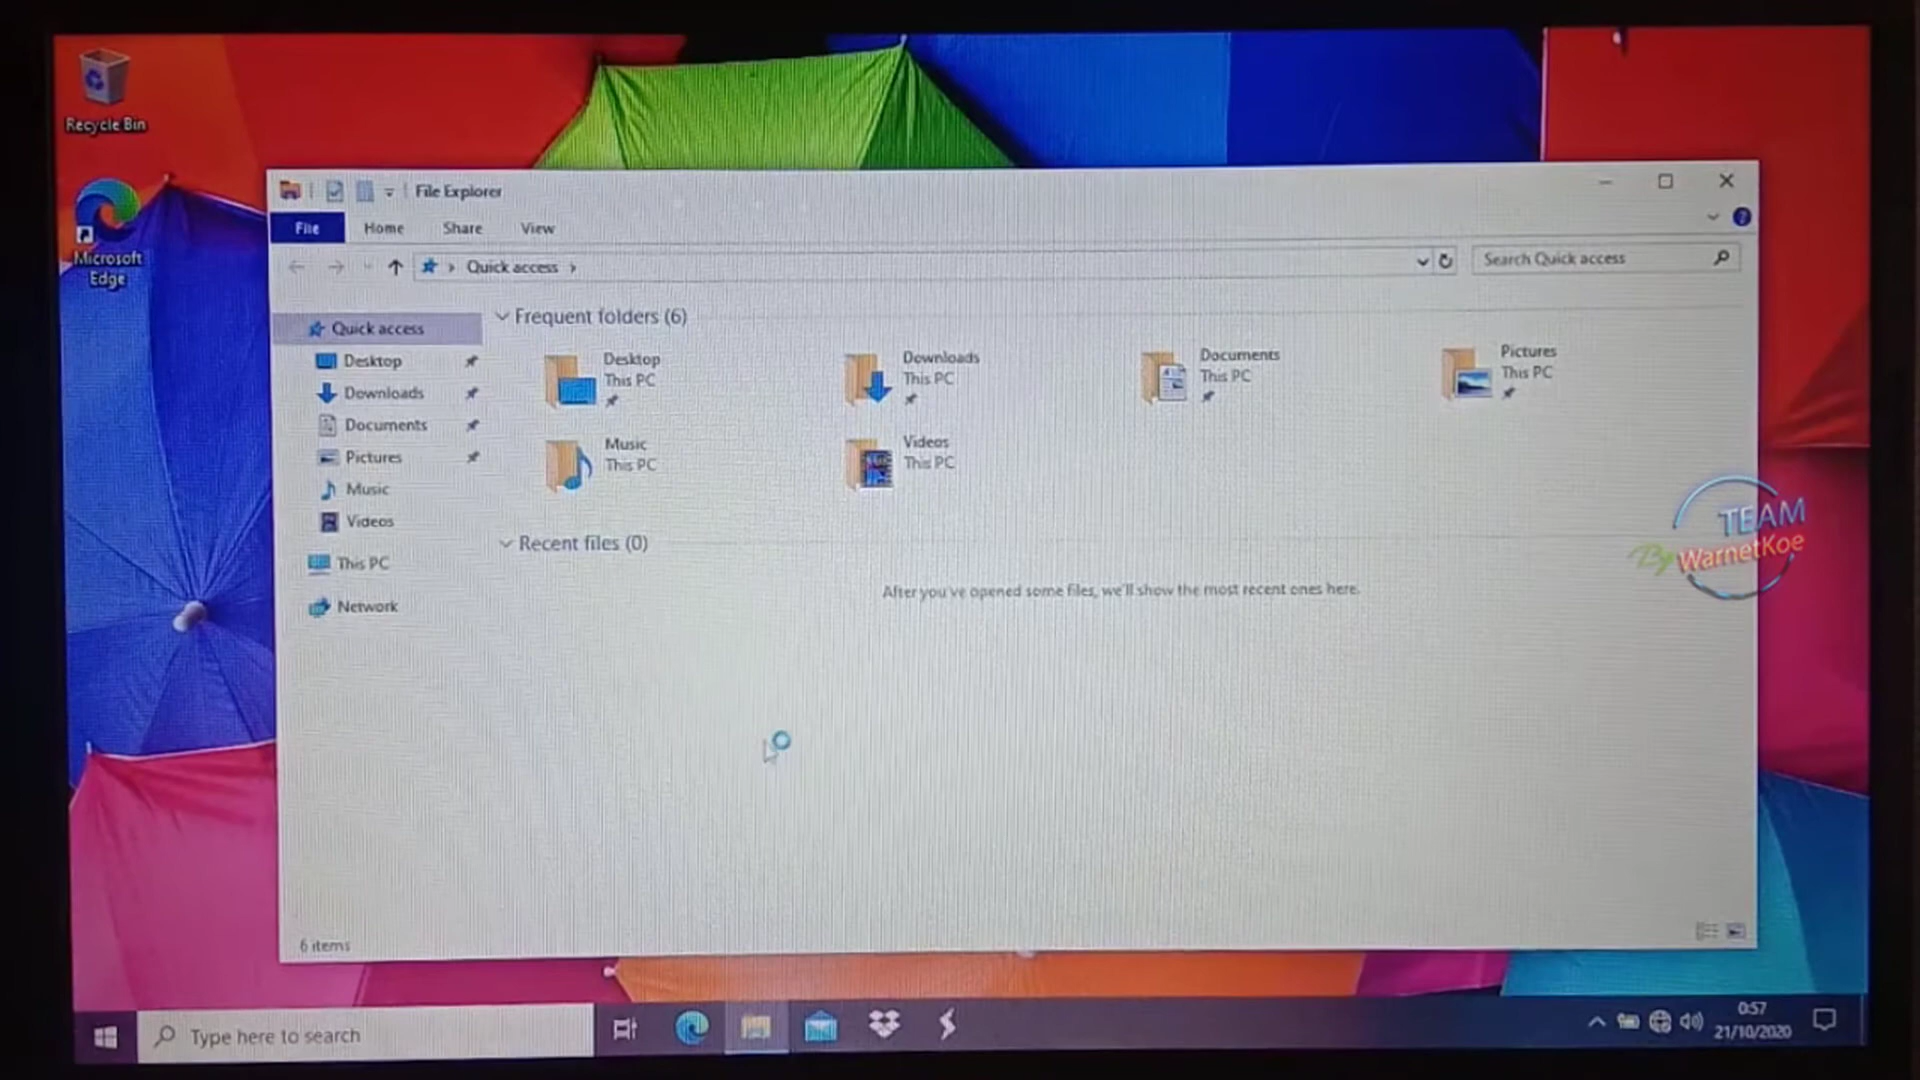 Recycle Bin
Microsoft
Edge
File Explorer
File
Home
Share
View
Quick access
Search Quick access
Quick access
Desktop
Downloads
Documents
Pictures
Music
Videos
This PC
Network
Frequent folders (6)
Desktop
This PC
Downloads
This PC
Documents
This PC
Pictures
This PC
Music
This PC
Videos
This PC
Recent files (0)
After you've opened some files, we'll show the most recent ones here.
TEAM
By WarnetKoe
6 items
Type here to search
0:57
21/10/2020